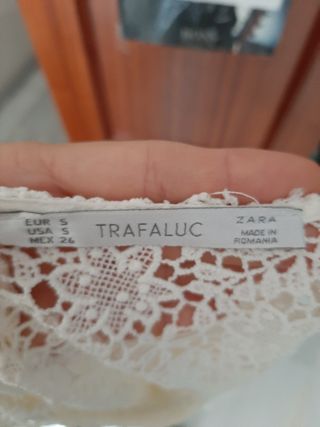 EUR S
USA S
MEX 26
TRAFALUC
ZARA
MADE IN
ROMANIA